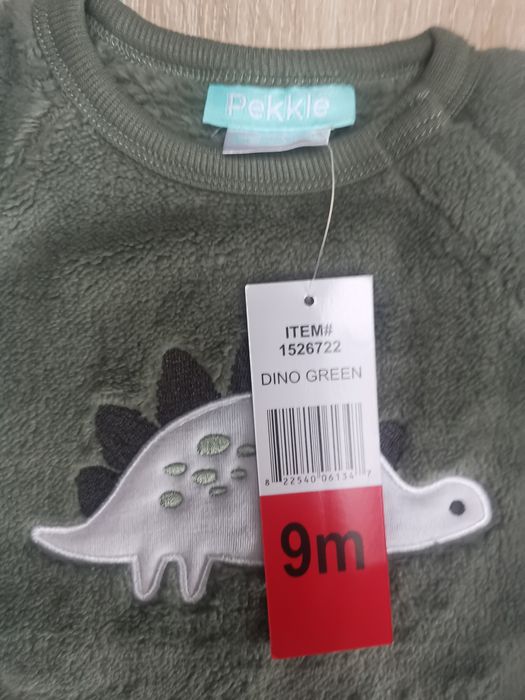 Pekkle
ITEM#
1526722
DINO GREEN
8 22540 06134 7
9m